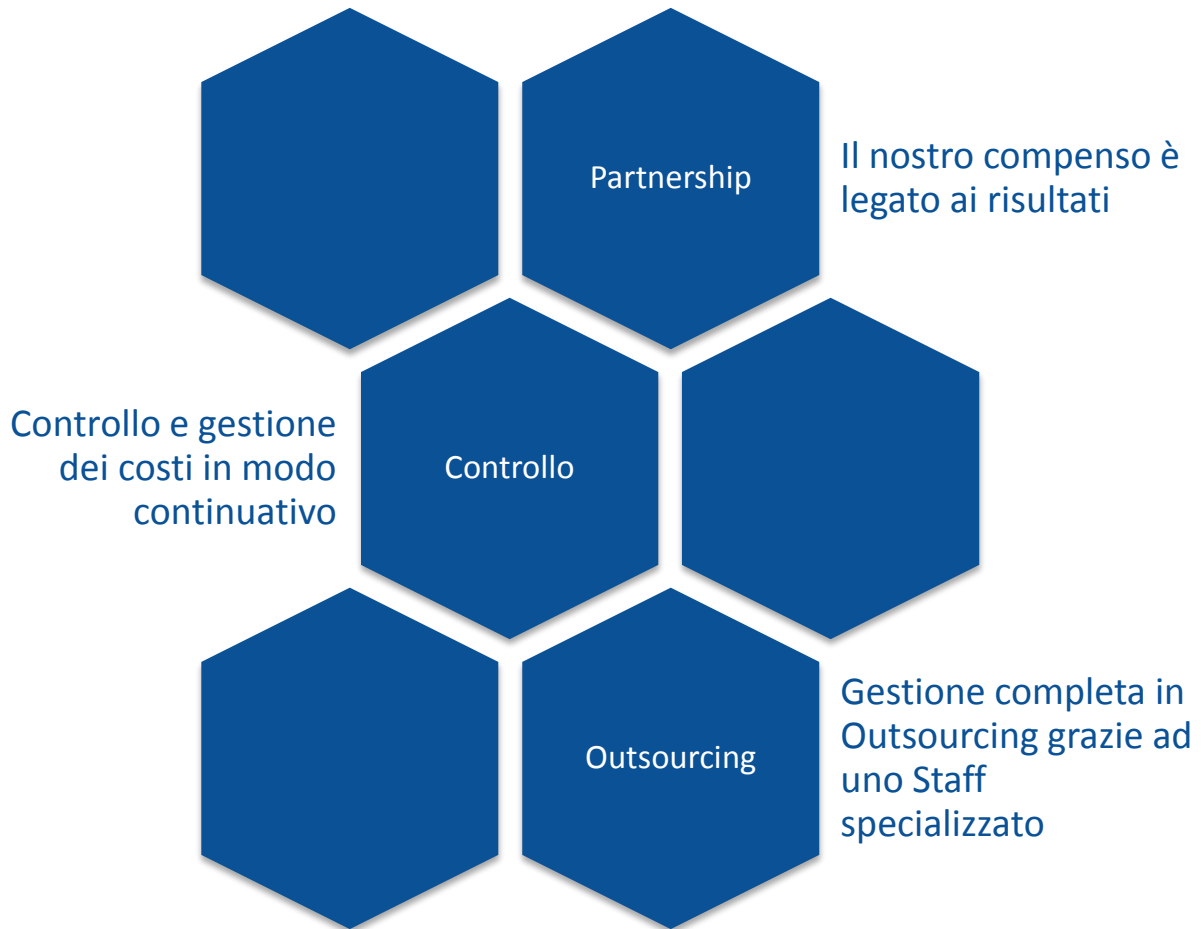 Partnership
Il nostro compenso è
legato ai risultati
Controllo e gestione
dei costi in modo
continuativo
Controllo
Outsourcing
Gestione completa in
Outsourcing grazie ad
uno Staff
specializzato